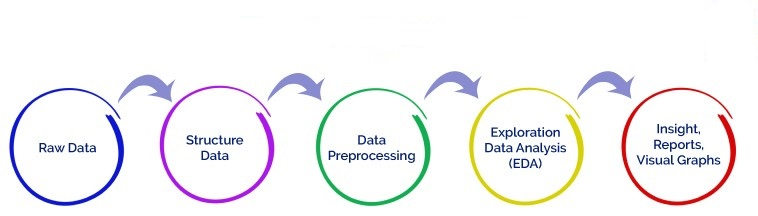 Raw Data
Structure
Data
Data
Preprocessing
Exploration
Data Analysis
(EDA)
Insight,
Reports,
Visual Graphs